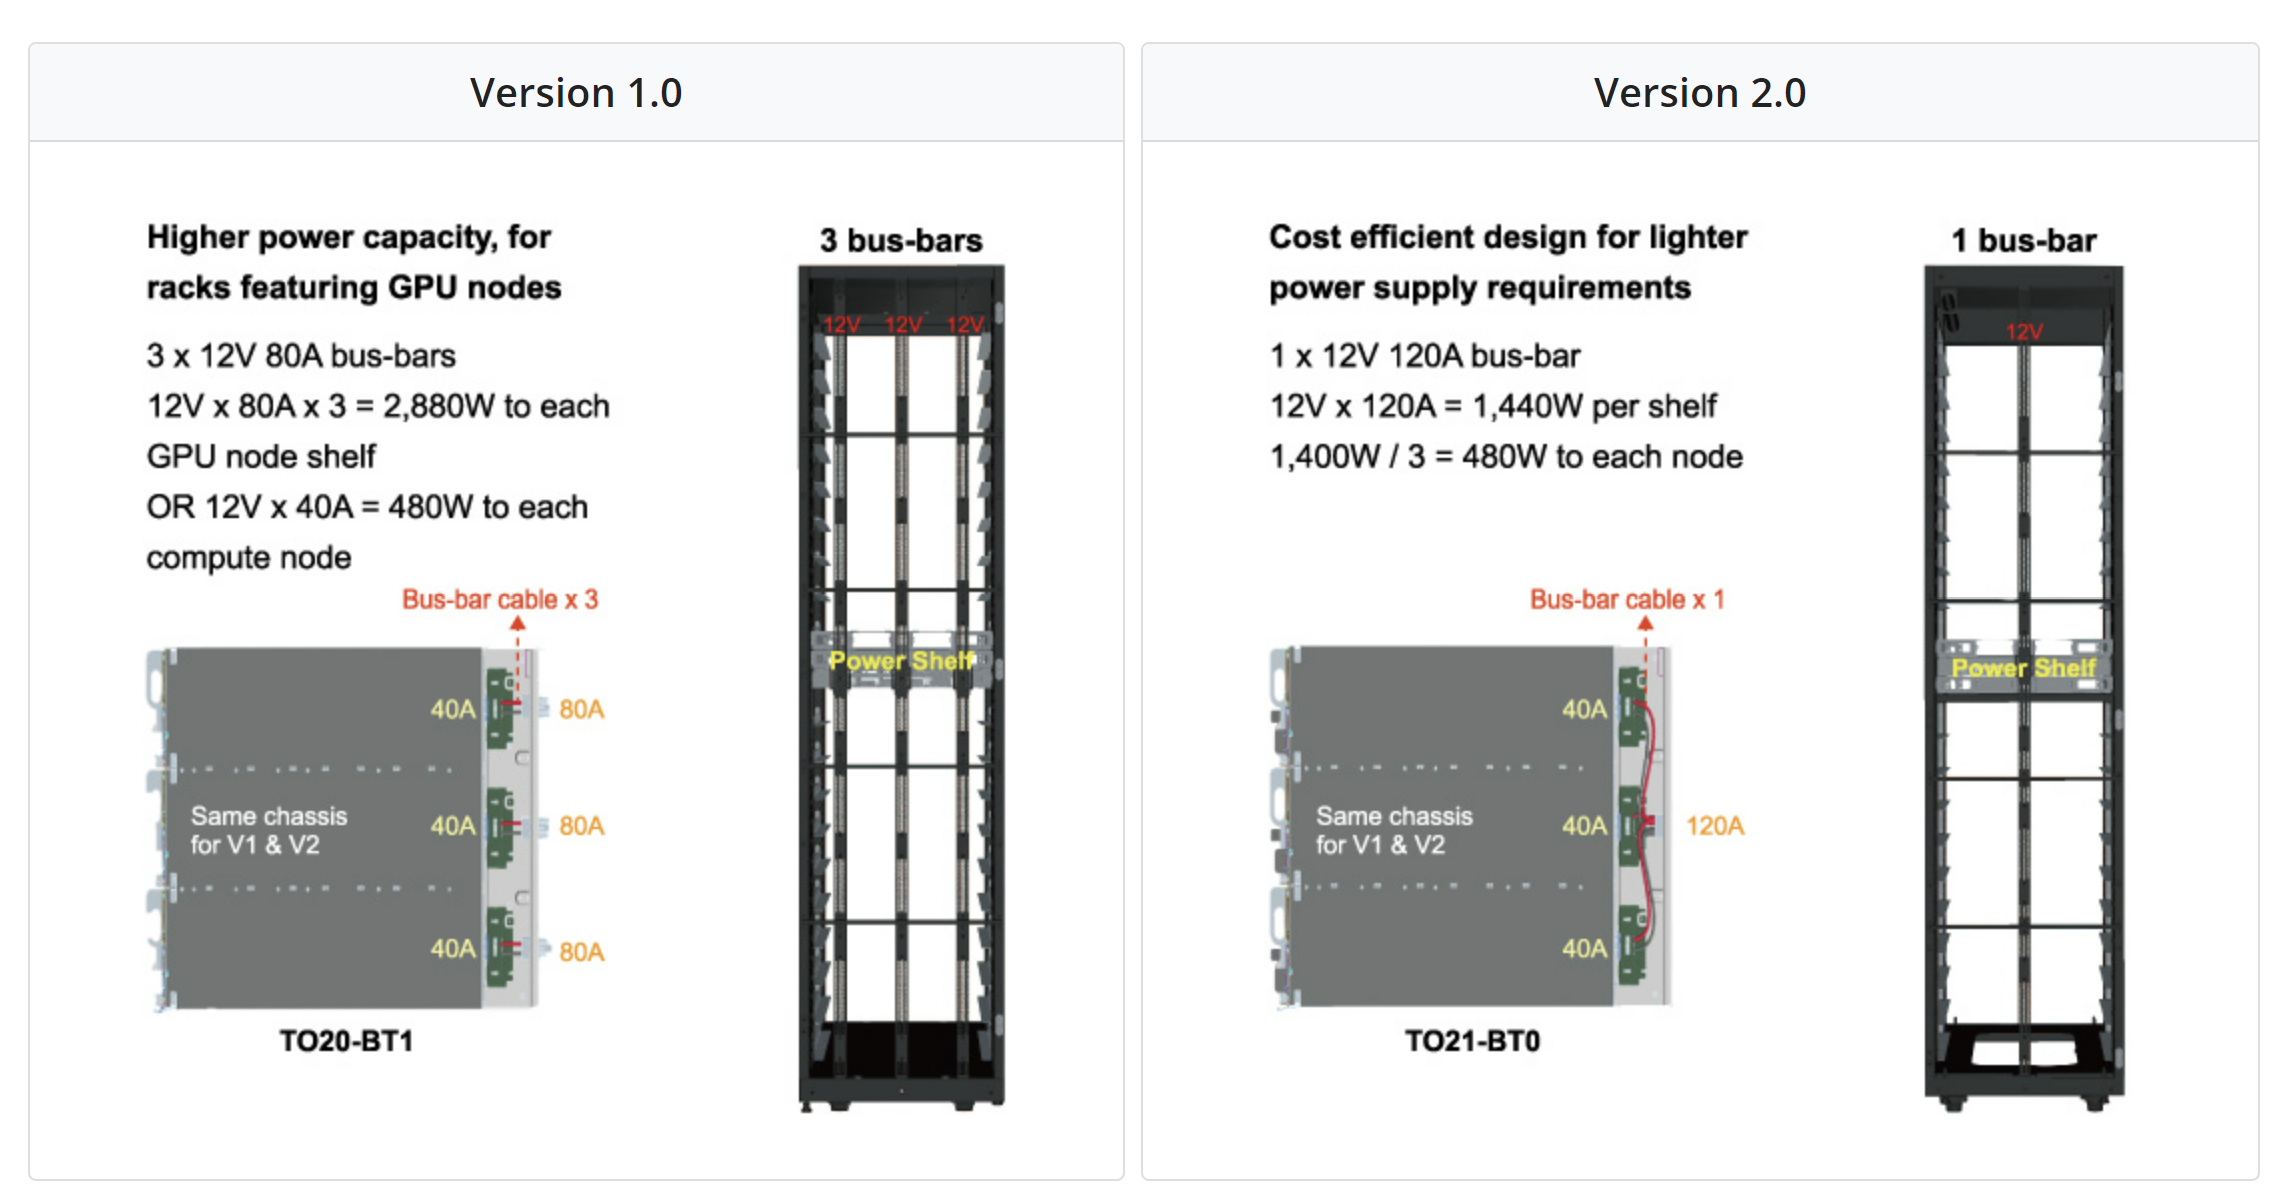 Version 1.0
Higher power capacity, for
racks featuring GPU nodes
3 x 12V 80A bus-bars
12V x 80A x 3 = 2,880W to each
GPU node shelf
OR 12V x 40A = 480W to each
compute node
Bus-bar cable x 3
40A
80A
Same chassis
for V1 & V2
40A
80A
40A
80A
TO20-BT1
3 bus-bars
12V 12V 12V
Power Shelf
Version 2.0
Cost efficient design for lighter
power supply requirements
1 x 12V 120A bus-bar
12V x 120A = 1,440W per shelf
1,400W / 3 = 480W to each node
Bus-bar cable x 1
40A
Same chassis
for V1 & V2
40A
120A
40A
TO21-BT0
1 bus-bar
12V
Power Shelf